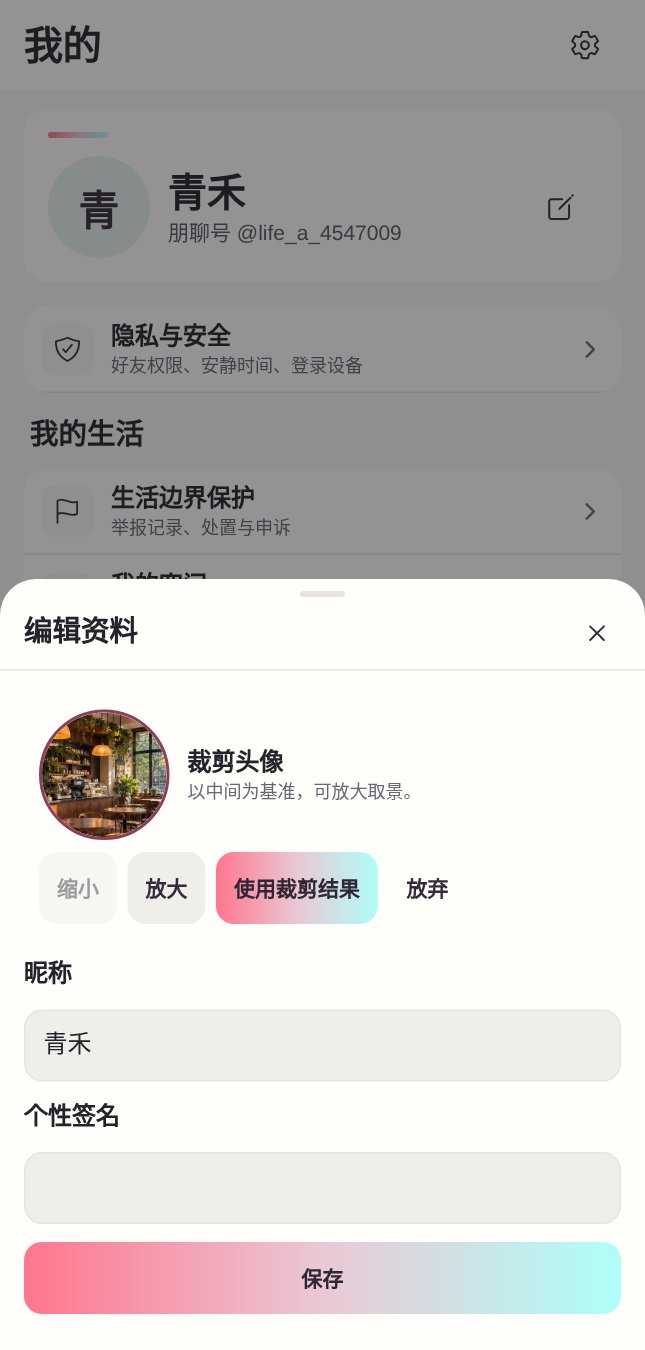 我的
青
青禾
朋聊号 @life_a_4547009
隐私与安全
好友权限、安静时间、登录设备
我的生活
生活边界保护
举报记录、处置与申诉
编辑资料
裁剪头像
以中间为基准，可放大取景。
缩小
放大
使用裁剪结果
放弃
昵称
青禾
个性签名
保存